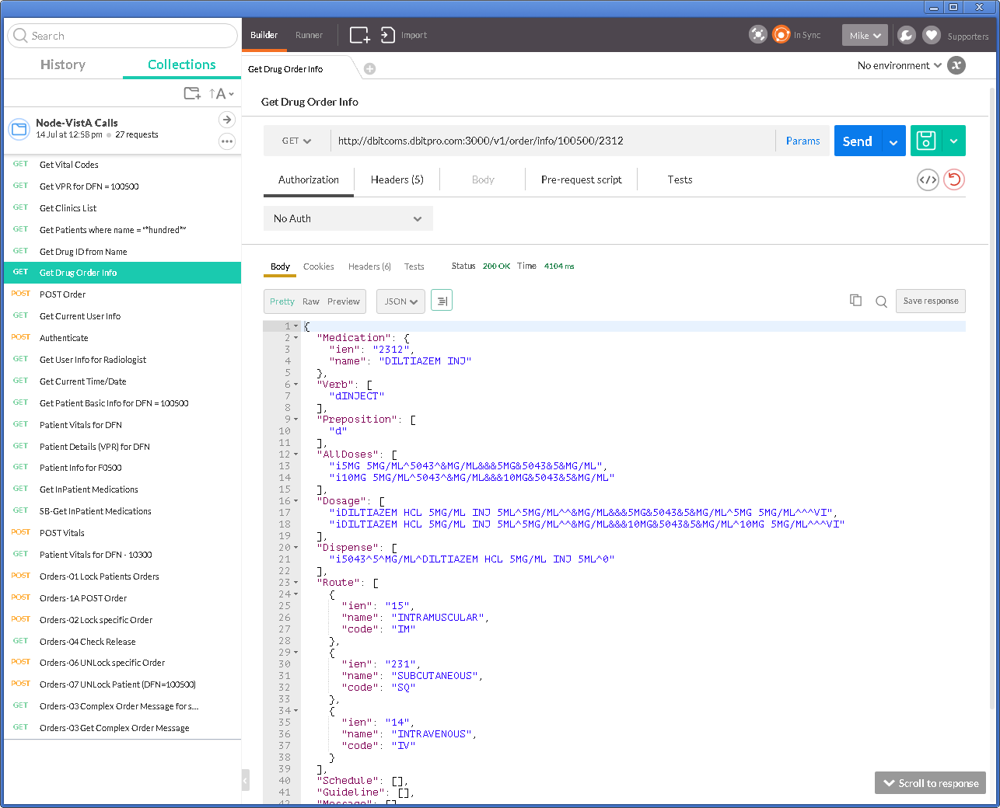 Search
History
Collections
A
Node-VistA Calls
14 Jul at 12:58 pm
27 requests
GET Get Vital Codes
GET Get VPR for DFN = 100500
GET Get Clinics List
GET Get Patients where name = "*hundred*"
GET Get Drug ID from Name
GET Get Drug Order Info
POST POST Order
GET Get Current User Info
POST Authenticate
GET Get User Info for Radiologist
GET Get Current Time/Date
GET Get Patient Basic Info for DFN = 100500
GET Patient Vitals for DFN
GET Patient Details (VPR) for DFN
GET Patient Info for F0500
GET Get InPatient Medications
GET SB-Get InPatient Medications
POST POST Vitals
GET Patient Vitals for DFN - 10300
POST Orders-01 Lock Patients Orders
POST Orders-1A POST Order
POST Orders-02 Lock specific Order
GET Orders-04 Check Release
POST Orders-06 UNLock specific Order
POST Orders-07 UNLock Patient (DFN=100500)
GET Orders-03 Complex Order Message for s...
GET Orders-03 Get Complex Order Message
Builder
Runner
Import
In Sync
Mike
Supporters
Get Drug Order Info
No environment
x
Get Drug Order Info
GET
http://dbitcoms.dbitpro.com:3000/v1/order/info/100500/2312
Params
Send
Authorization
Headers (5)
Body
Pre-request script
Tests
</>
No Auth
Body
Cookies
Headers (6)
Tests
Status 200 OK Time 4104 ms
Pretty Raw Preview
JSON
Save response
1 {
2 "Medication": {
3 "ien": "2312",
4 "name": "DILTIAZEM INJ"
5 },
6 "Verb": [
7 "dINJECT"
8 ],
9 "Preposition": [
10 "d"
11 ],
12 "AllDoses": [
13 "i5MG 5MG/ML^5043^&MG/ML&&&5MG&5043&5&MG/ML",
14 "i10MG 5MG/ML^5043^&MG/ML&&&10MG&5043&5&MG/ML"
15 ],
16 "Dosage": [
17 "iDILTIAZEM HCL 5MG/ML INJ 5ML^5MG/ML^^&MG/ML&&&5MG&5043&5&MG/ML^5MG 5MG/ML^^^VI",
18 "iDILTIAZEM HCL 5MG/ML INJ 5ML^5MG/ML^^&MG/ML&&&10MG&5043&5&MG/ML^10MG 5MG/ML^^^VI"
19 ],
20 "Dispense": [
21 "i5043^5^MG/ML^DILTIAZEM HCL 5MG/ML INJ 5ML^0"
22 ],
23 "Route": [
24 {
25 "ien": "15",
26 "name": "INTRAMUSCULAR",
27 "code": "IM"
28 },
29 {
30 "ien": "231",
31 "name": "SUBCUTANEOUS",
32 "code": "SQ"
33 },
34 {
35 "ien": "14",
36 "name": "INTRAVENOUS",
37 "code": "IV"
38 }
39 ],
40 "Schedule": [],
41 "Guideline": [],
42 "Message": []
Scroll to response